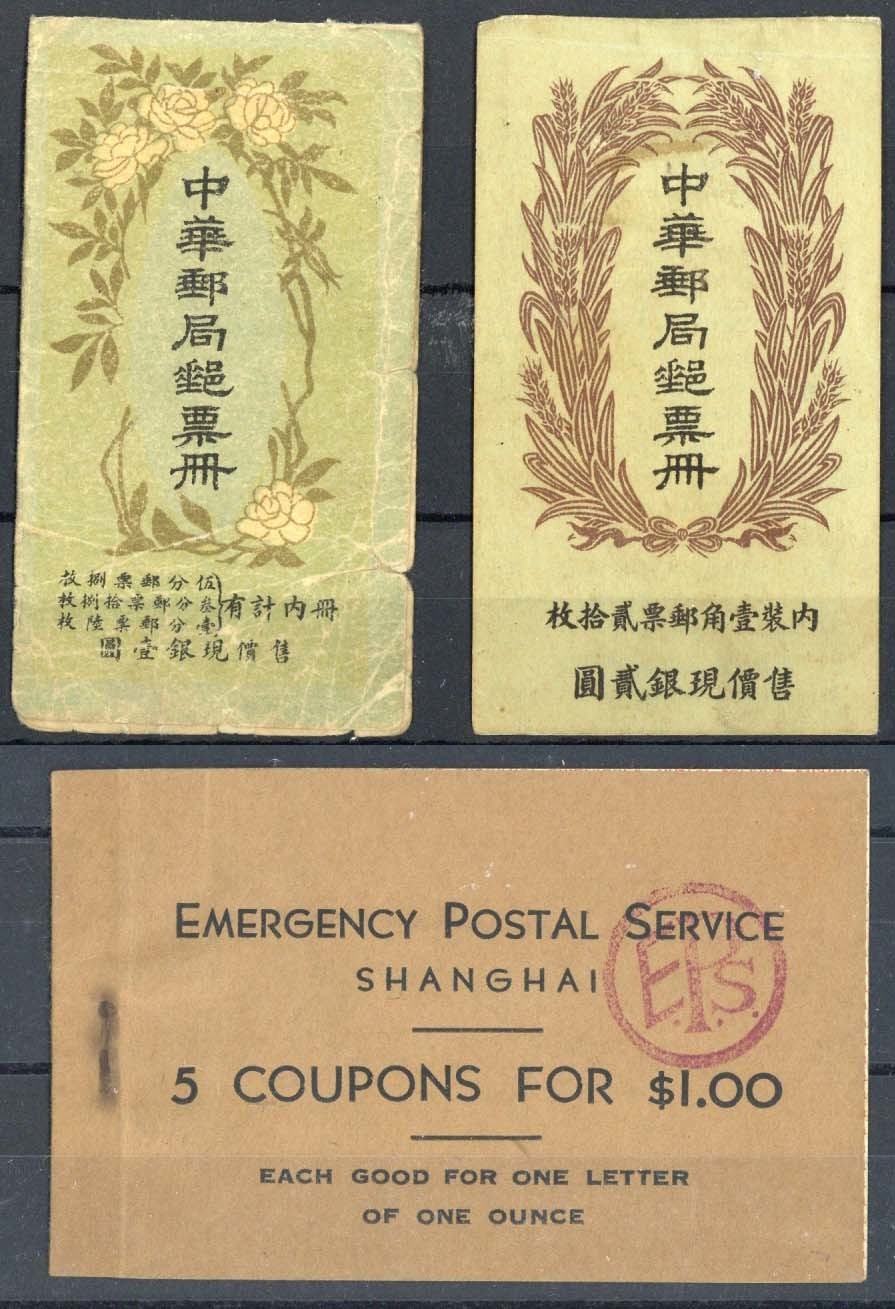 中華郵局郵票冊
冊內計有
伍分郵票捌枚
叁分郵票拾捌枚
壹分郵票陸枚
售價現銀壹圓
中華郵局郵票冊
內裝壹角郵票貳拾枚
售價現銀貳圓
EMERGENCY POSTAL SERVICE
SHANGHAI
E.P.S.
5 COUPONS FOR $1.00
EACH GOOD FOR ONE LETTER
OF ONE OUNCE